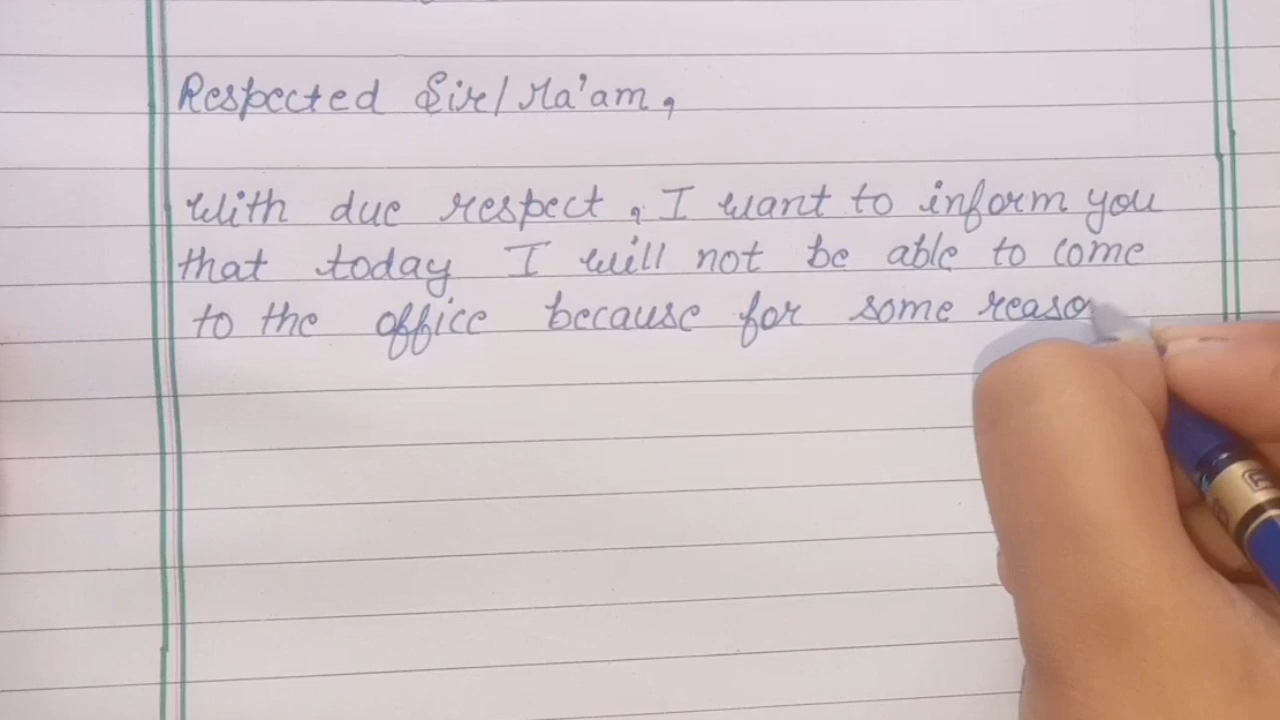 Respected Sir/Ma'am,
With due respect, I want to inform you
that today I will not be able to come
to the office because for some reaso